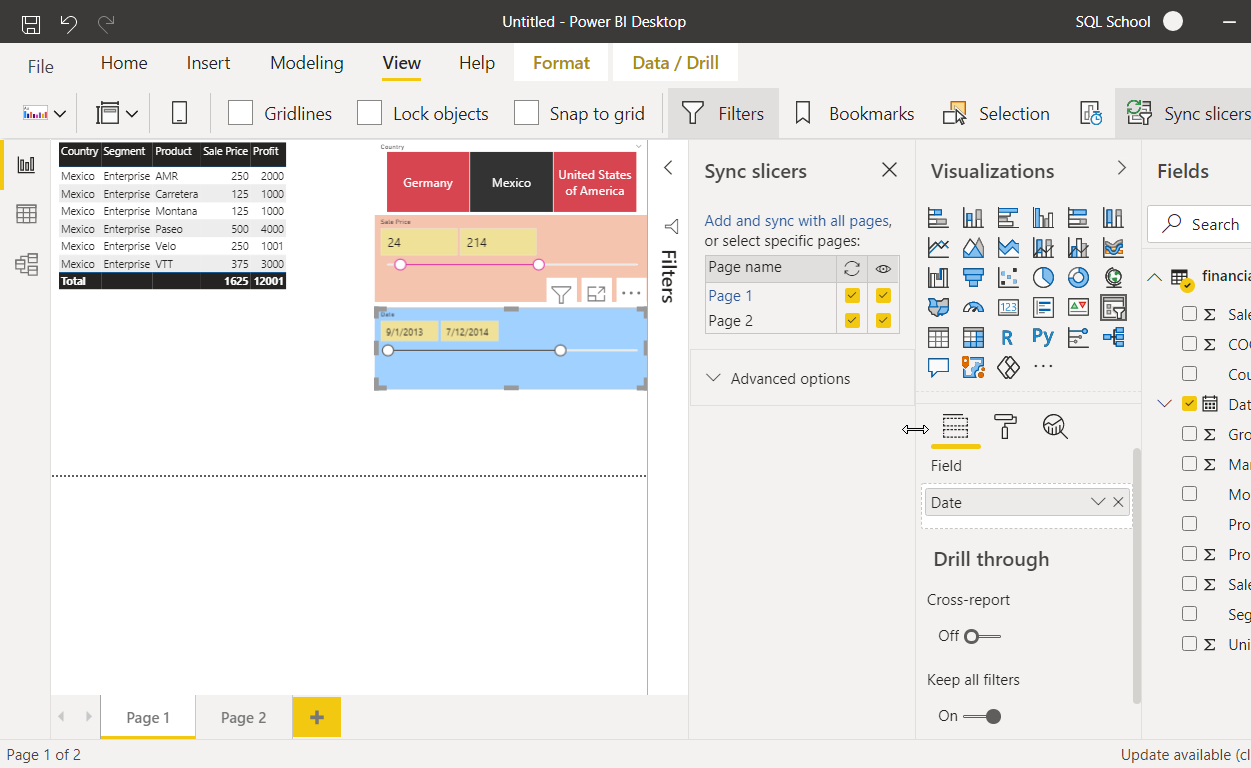 Untitled - Power BI Desktop
SQL School
File
Home
Insert
Modeling
View
Help
Format
Data / Drill
Gridlines
Lock objects
Snap to grid
Filters
Bookmarks
Selection
Sync slicers
Country Segment Product Sale Price Profit
Mexico Enterprise AMR 250 2000
Mexico Enterprise Carretera 125 1000
Mexico Enterprise Montana 125 1000
Mexico Enterprise Paseo 500 4000
Mexico Enterprise Velo 250 1001
Mexico Enterprise VTT 375 3000
Total 1625 12001
Country
Germany
Mexico
United States
of America
Sale Price
24
214
Date
9/1/2013
7/12/2014
Filters
Sync slicers
Add and sync with all pages,
or select specific pages:
Page name
Page 1
Page 2
Advanced options
Visualizations
123
R
Py
Field
Date
Drill through
Cross-report
Off
Keep all filters
On
Fields
Search
financia
Σ Sale
Σ COG
Cou
Dat
Σ Gro
Σ Man
Mo
Pro
Σ Pro
Σ Sale
Seg
Σ Uni
Page 1
Page 2
Page 1 of 2
Update available (cl